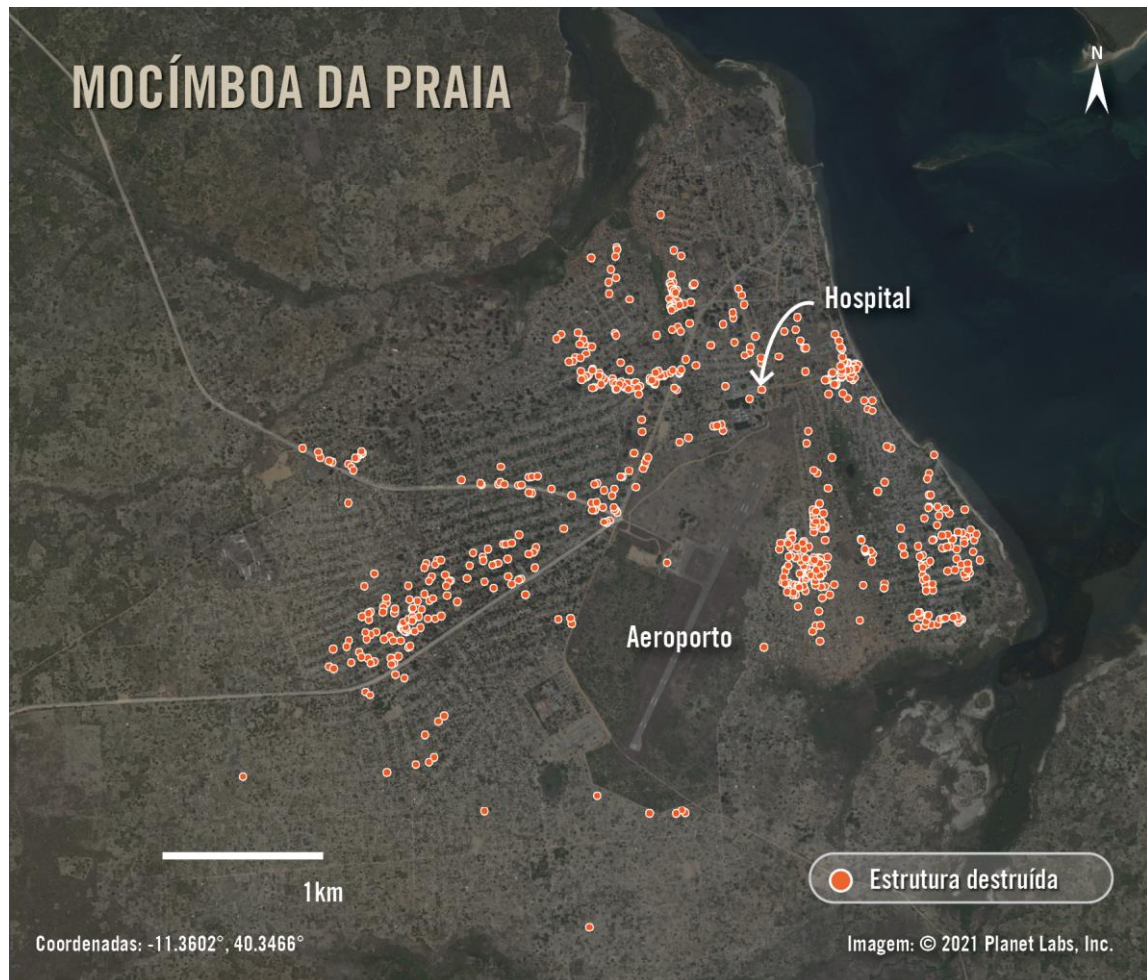 MOCÍMBOA DA PRAIA
N
Hospital
Aeroporto
1km
Estrutura destruída
Coordenadas: -11.3602°, 40.3466°
Imagem: © 2021 Planet Labs, Inc.